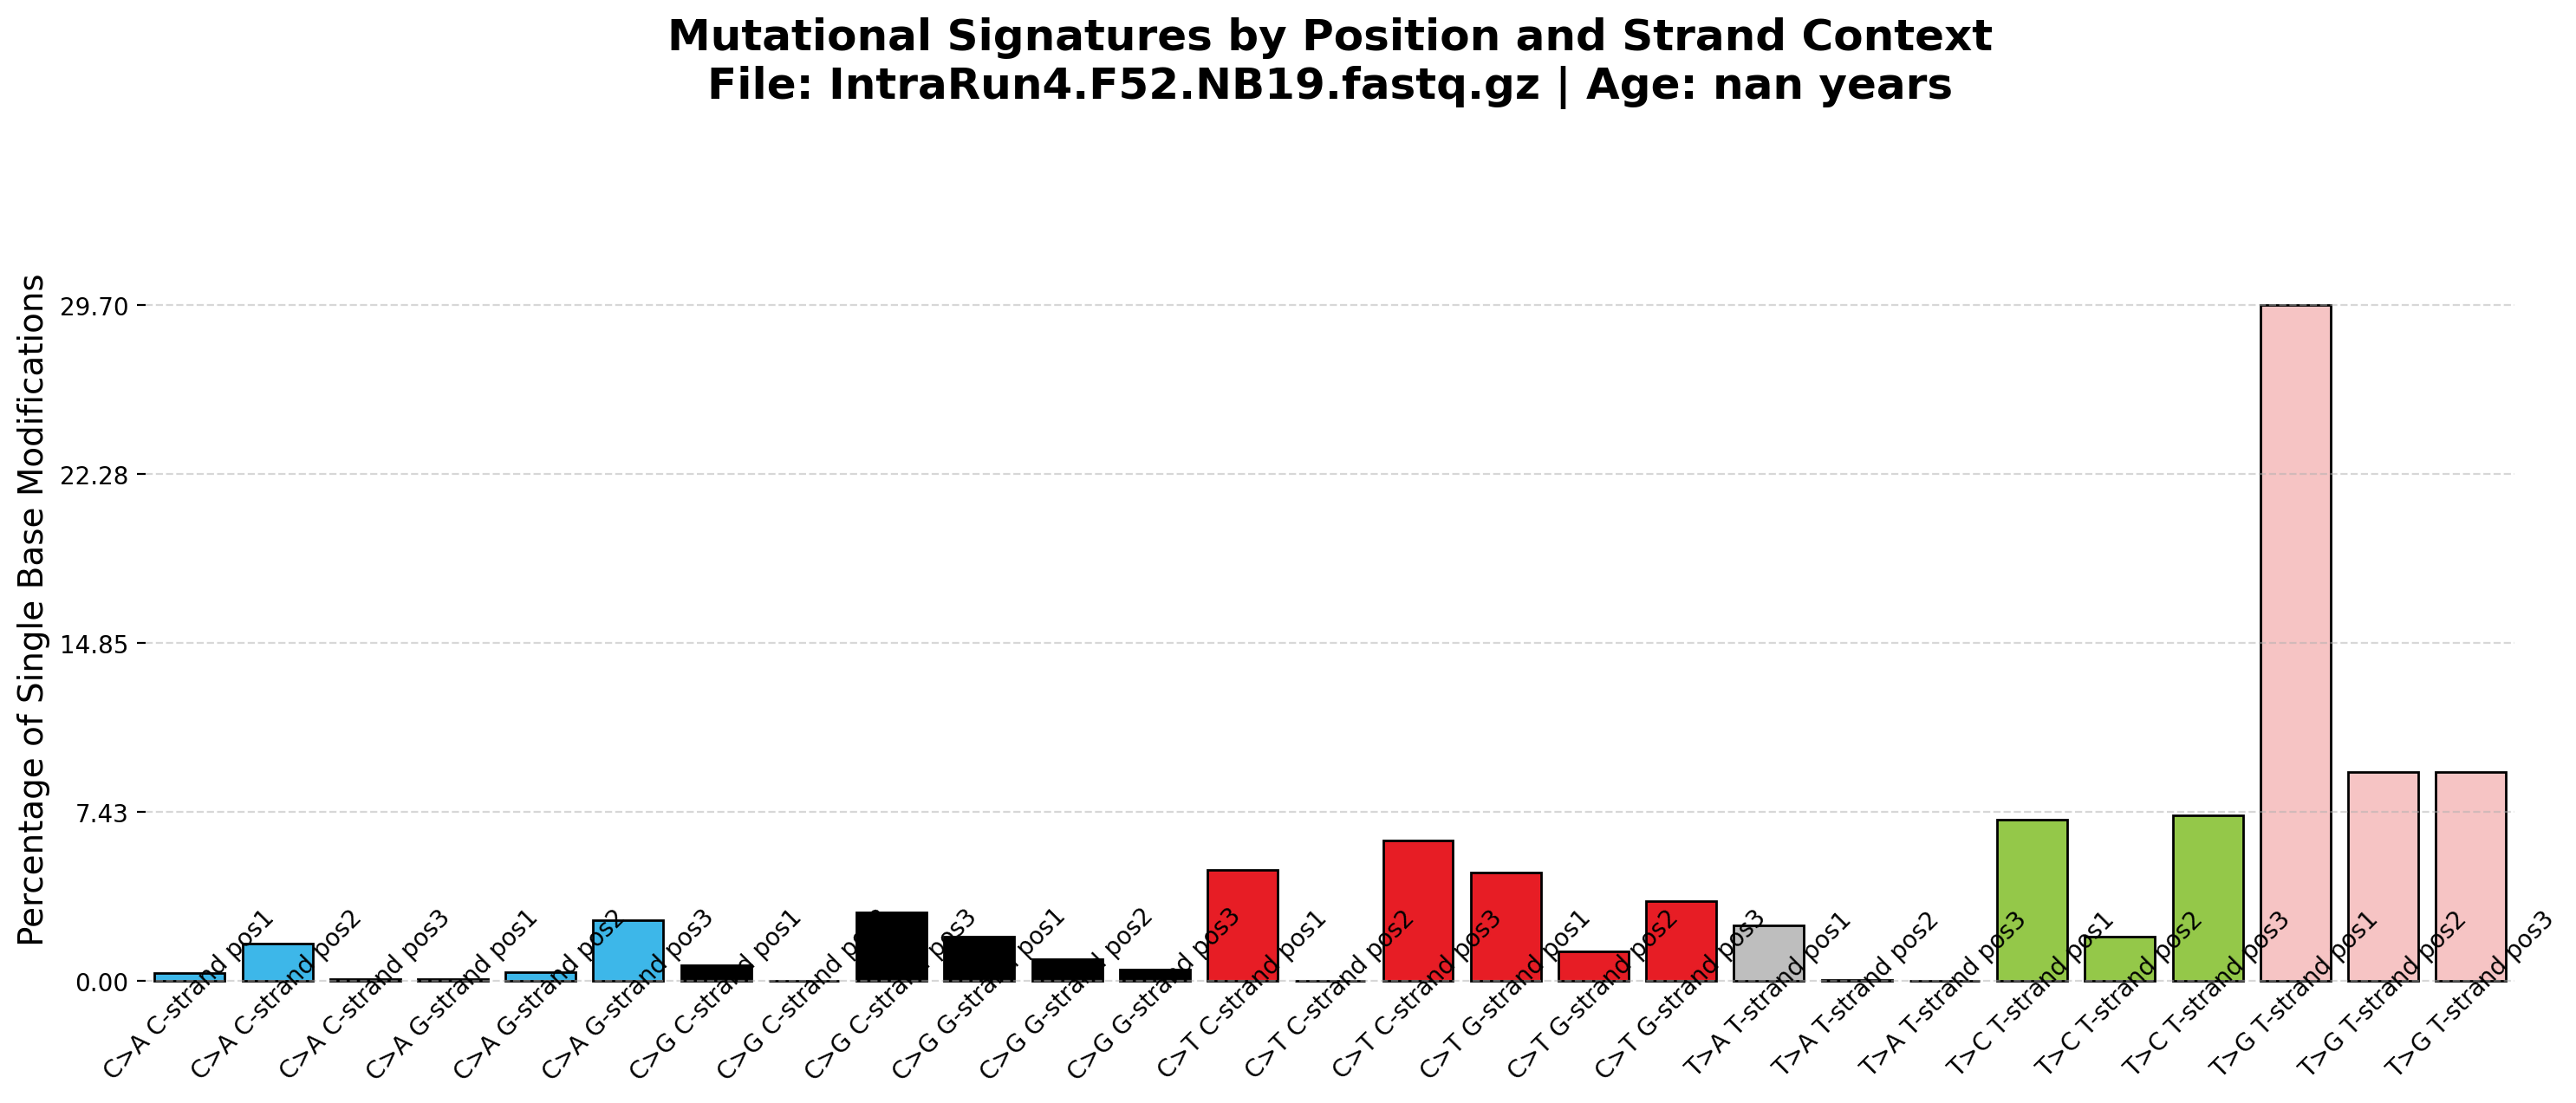 Mutational Signatures by Position and Strand Context
File: IntraRun4.F52.NB19.fastq.gz | Age: nan years
Percentage of Single Base Modifications
29.70
22.28
14.85
7.43
0.00
C>A C-strand pos1
C>A C-strand pos2
C>A C-strand pos3
C>A G-strand pos1
C>A G-strand pos2
C>A G-strand pos3
C>G C-strand pos1
C>G C-strand pos2
C>G C-strand pos3
C>G G-strand pos1
C>G G-strand pos2
C>G G-strand pos3
C>T C-strand pos1
C>T C-strand pos2
C>T C-strand pos3
C>T G-strand pos1
C>T G-strand pos2
C>T G-strand pos3
T>A T-strand pos1
T>A T-strand pos2
T>A T-strand pos3
T>C T-strand pos1
T>C T-strand pos2
T>C T-strand pos3
T>G T-strand pos1
T>G T-strand pos2
T>G T-strand pos3